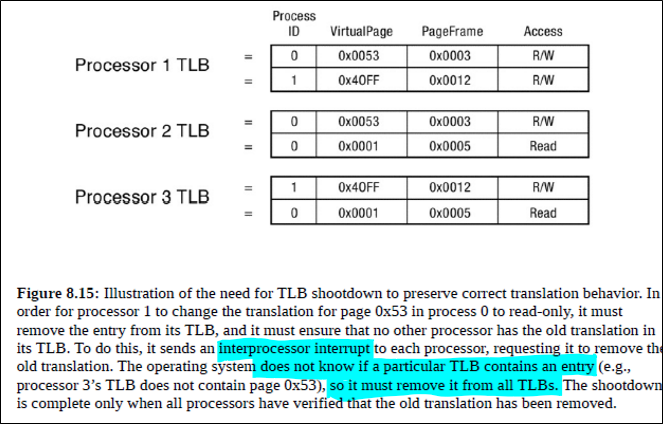 Process
ID VirtualPage PageFrame Access
Processor 1 TLB = 0 0x0053 0x0003 R/W
= 1 0x40FF 0x0012 R/W
Processor 2 TLB = 0 0x0053 0x0003 R/W
= 0 0x0001 0x0005 Read
Processor 3 TLB = 1 0x40FF 0x0012 R/W
= 0 0x0001 0x0005 Read
Figure 8.15: Illustration of the need for TLB shootdown to preserve correct translation behavior. In
order for processor 1 to change the translation for page 0x53 in process 0 to read-only, it must
remove the entry from its TLB, and it must ensure that no other processor has the old translation in
its TLB. To do this, it sends an interprocessor interrupt to each processor, requesting it to remove the
old translation. The operating system does not know if a particular TLB contains an entry (e.g.,
processor 3's TLB does not contain page 0x53), so it must remove it from all TLBs. The shootdown
is complete only when all processors have verified that the old translation has been removed.